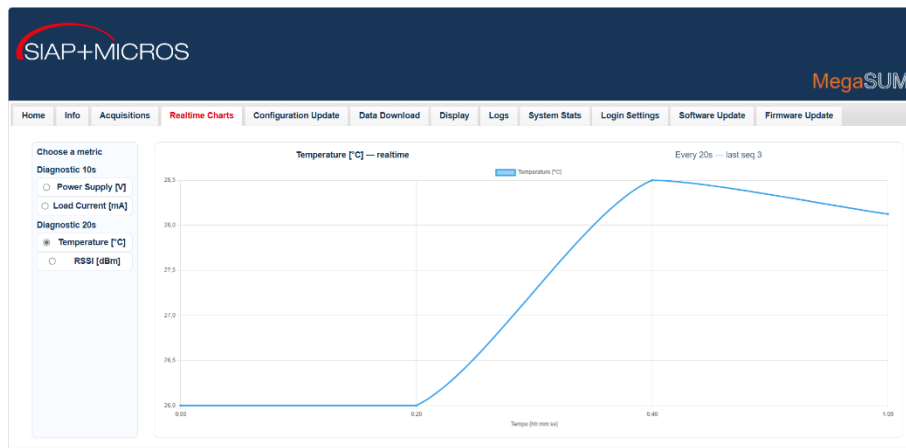 SIAP+MICROS
MegaSUM
Home Info Acquisitions Realtime Charts Configuration Update Data Download Display Logs System Stats Login Settings Software Update Firmware Update
Choose a metric
Diagnostic 10s
Power Supply [V]
Load Current [mA]
Diagnostic 20s
Temperature [°C]
RSSI [dBm]
Temperature [°C] — realtime
Every 20s — last seq 3
Temperature [°C]
28,5
28,0
27,5
27,0
26,5
26,0
0:00 0:20 0:40 1:00
Tempo [hh:mm:ss]